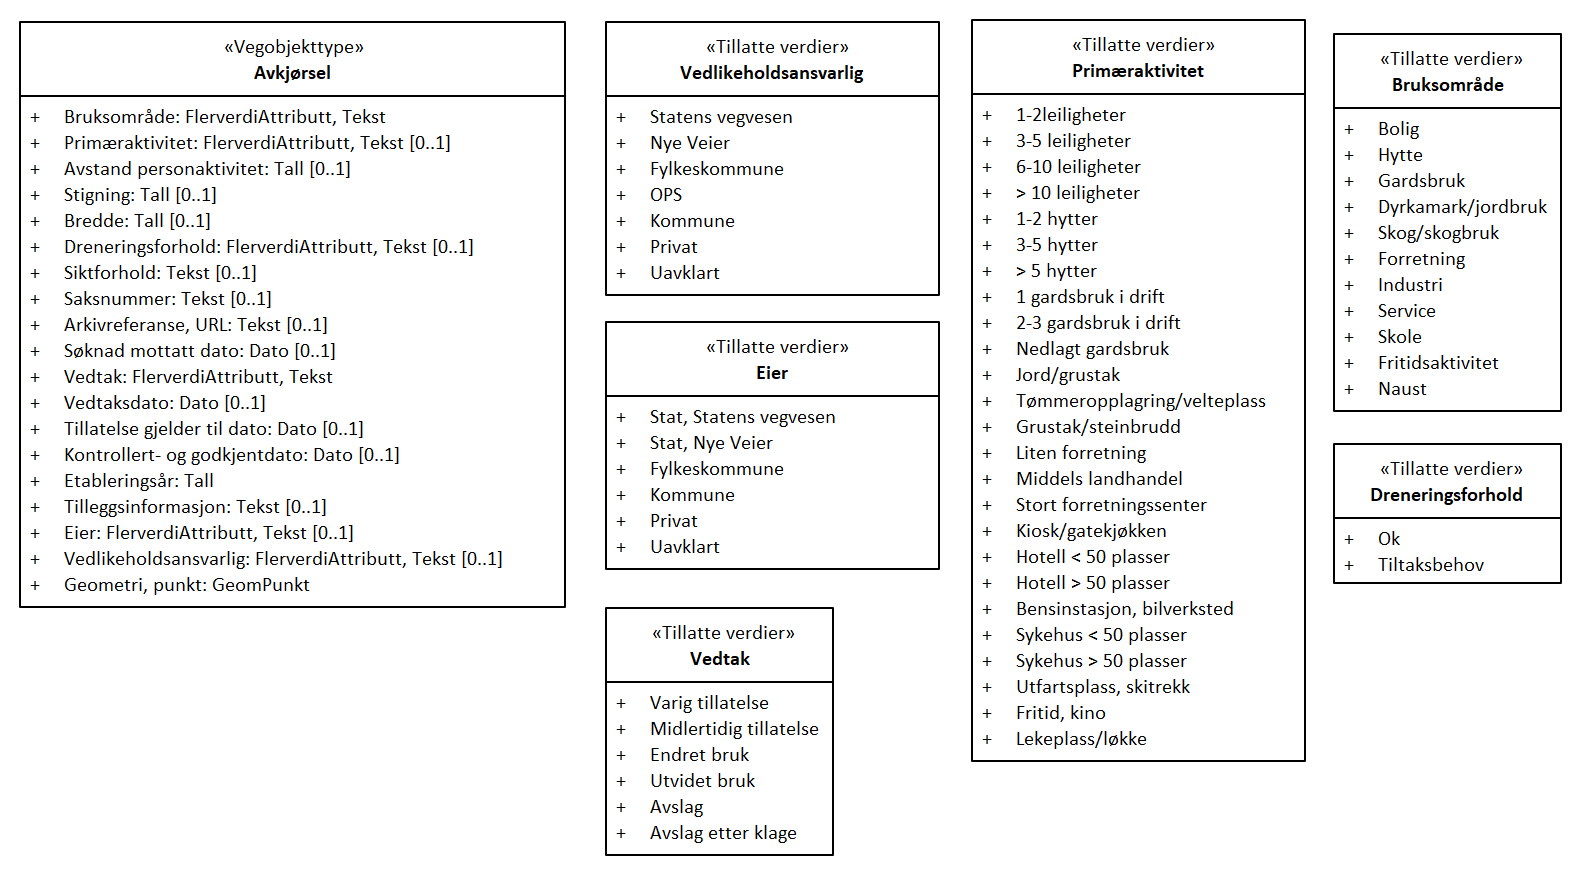 «Vegobjekttype»
Avkjørsel
+ Bruksområde: FlerverdiAttributt, Tekst
+ Primæraktivitet: FlerverdiAttributt, Tekst [0..1]
+ Avstand personaktivitet: Tall [0..1]
+ Stigning: Tall [0..1]
+ Bredde: Tall [0..1]
+ Dreneringsforhold: FlerverdiAttributt, Tekst [0..1]
+ Siktforhold: Tekst [0..1]
+ Saksnummer: Tekst [0..1]
+ Arkivreferanse, URL: Tekst [0..1]
+ Søknad mottatt dato: Dato [0..1]
+ Vedtak: FlerverdiAttributt, Tekst
+ Vedtaksdato: Dato [0..1]
+ Tillatelse gjelder til dato: Dato [0..1]
+ Kontrollert- og godkjentdato: Dato [0..1]
+ Etableringsår: Tall
+ Tilleggsinformasjon: Tekst [0..1]
+ Eier: FlerverdiAttributt, Tekst [0..1]
+ Vedlikeholdsansvarlig: FlerverdiAttributt, Tekst [0..1]
+ Geometri, punkt: GeomPunkt
«Tillatte verdier»
Vedlikeholdsansvarlig
+ Statens vegvesen
+ Nye Veier
+ Fylkeskommune
+ OPS
+ Kommune
+ Privat
+ Uavklart
«Tillatte verdier»
Eier
+ Stat, Statens vegvesen
+ Stat, Nye Veier
+ Fylkeskommune
+ Kommune
+ Privat
+ Uavklart
«Tillatte verdier»
Vedtak
+ Varig tillatelse
+ Midlertidig tillatelse
+ Endret bruk
+ Utvidet bruk
+ Avslag
+ Avslag etter klage
«Tillatte verdier»
Primæraktivitet
+ 1-2leiligheter
+ 3-5 leiligheter
+ 6-10 leiligheter
+ > 10 leiligheter
+ 1-2 hytter
+ 3-5 hytter
+ > 5 hytter
+ 1 gardsbruk i drift
+ 2-3 gardsbruk i drift
+ Nedlagt gardsbruk
+ Jord/grustak
+ Tømmeropplagring/velteplass
+ Grustak/steinbrudd
+ Liten forretning
+ Middels landhandel
+ Stort forretningssenter
+ Kiosk/gatekjøkken
+ Hotell < 50 plasser
+ Hotell > 50 plasser
+ Bensinstasjon, bilverksted
+ Sykehus < 50 plasser
+ Sykehus > 50 plasser
+ Utfartsplass, skitrekk
+ Fritid, kino
+ Lekeplass/løkke
«Tillatte verdier»
Bruksområde
+ Bolig
+ Hytte
+ Gardsbruk
+ Dyrkamark/jordbruk
+ Skog/skogbruk
+ Forretning
+ Industri
+ Service
+ Skole
+ Fritidsaktivitet
+ Naust
«Tillatte verdier»
Dreneringsforhold
+ Ok
+ Tiltaksbehov